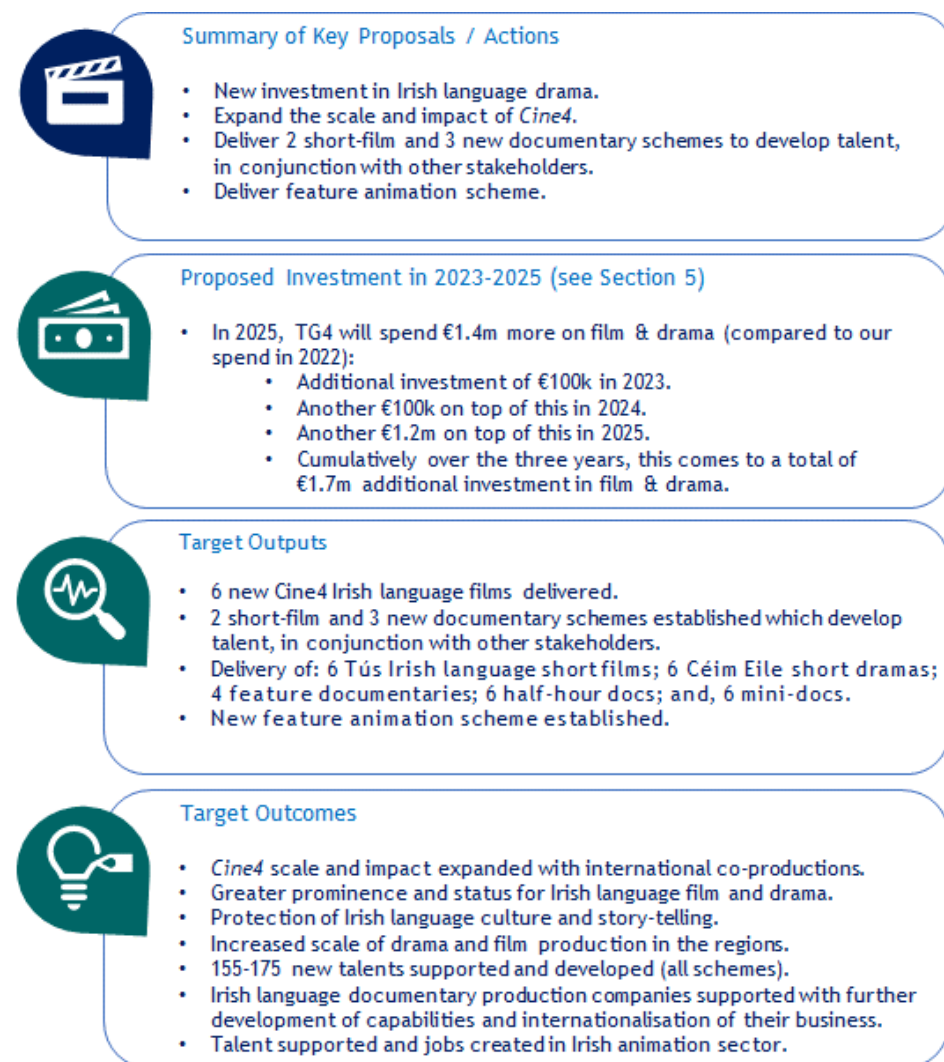 Summary of Key Proposals / Actions
• New investment in Irish language drama.
• Expand the scale and impact of Cine4.
• Deliver 2 short-film and 3 new documentary schemes to develop talent,
in conjunction with other stakeholders.
• Deliver feature animation scheme.
Proposed Investment in 2023-2025 (see Section 5)
• In 2025, TG4 will spend €1.4m more on film & drama (compared to our
spend in 2022):
• Additional investment of €100k in 2023.
• Another €100k on top of this in 2024.
• Another €1.2m on top of this in 2025.
• Cumulatively over the three years, this comes to a total of
€1.7m additional investment in film & drama.
Target Outputs
• 6 new Cine4 Irish language films delivered.
• 2 short-film and 3 new documentary schemes established which develop
talent, in conjunction with other stakeholders.
• Delivery of: 6 Tús Irish language short films; 6 Céim Eile short dramas;
4 feature documentaries; 6 half-hour docs; and, 6 mini-docs.
• New feature animation scheme established.
Target Outcomes
• Cine4 scale and impact expanded with international co-productions.
• Greater prominence and status for Irish language film and drama.
• Protection of Irish language culture and story-telling.
• Increased scale of drama and film production in the regions.
• 155-175 new talents supported and developed (all schemes).
• Irish language documentary production companies supported with further
development of capabilities and internationalisation of their business.
• Talent supported and jobs created in Irish animation sector.